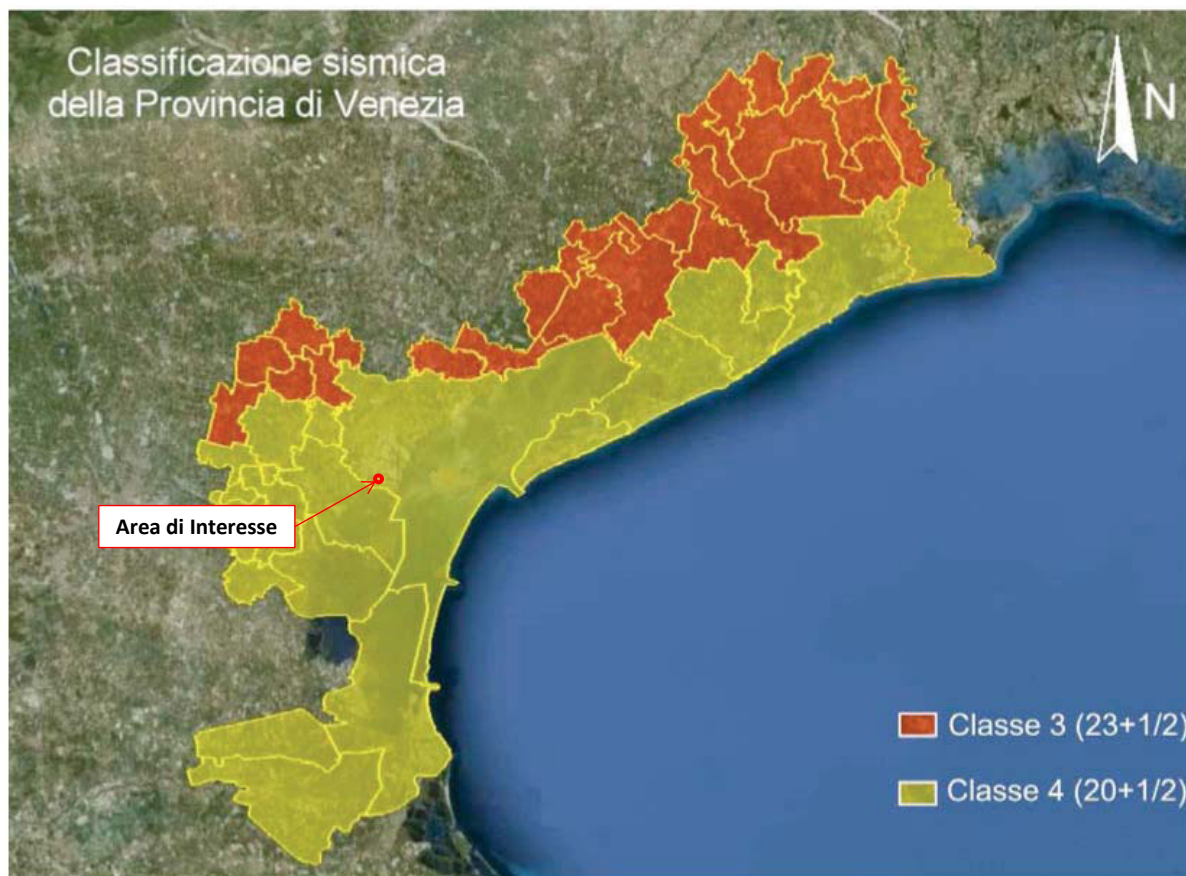 Classificazione sismica
della Provincia di Venezia
N
Area di Interesse
Classe 3 (23+1/2)
Classe 4 (20+1/2)